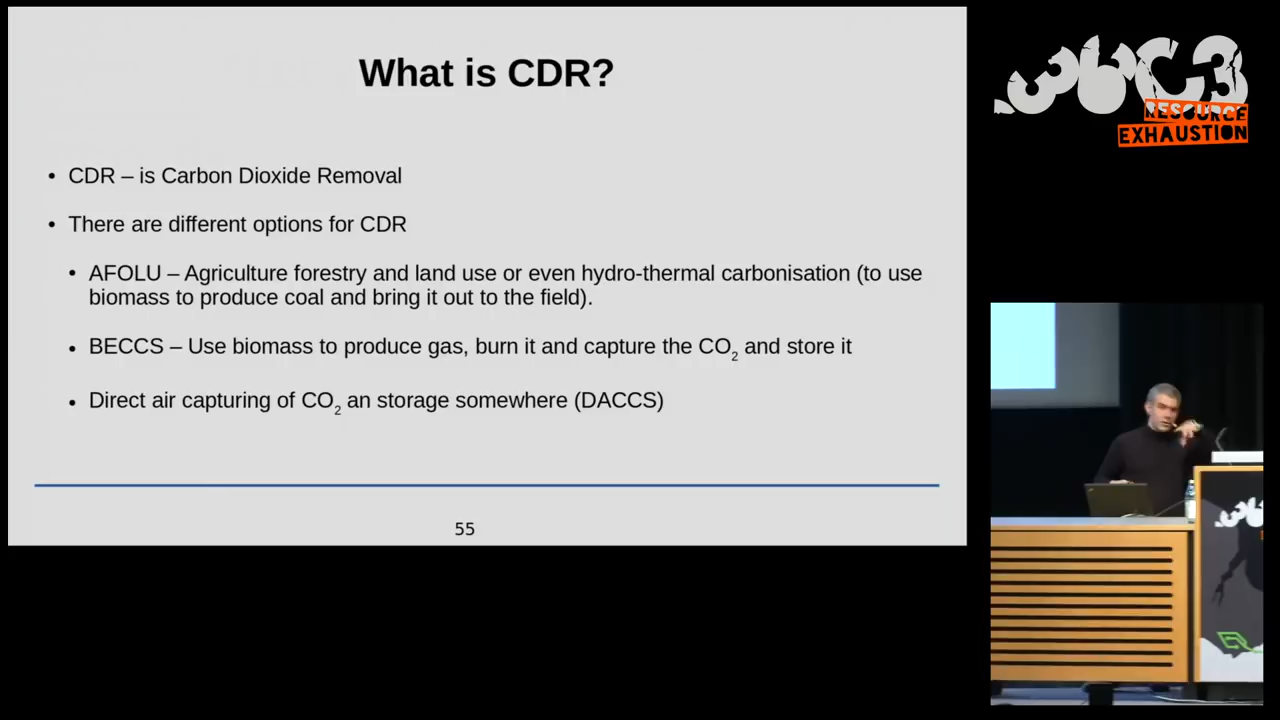 What is CDR?
• CDR – is Carbon Dioxide Removal
• There are different options for CDR
• AFOLU – Agriculture forestry and land use or even hydro-thermal carbonisation (to use
biomass to produce coal and bring it out to the field).
• BECCS – Use biomass to produce gas, burn it and capture the CO₂ and store it
• Direct air capturing of CO₂ an storage somewhere (DACCS)
55
36C3
RESOURCE
EXHAUSTION